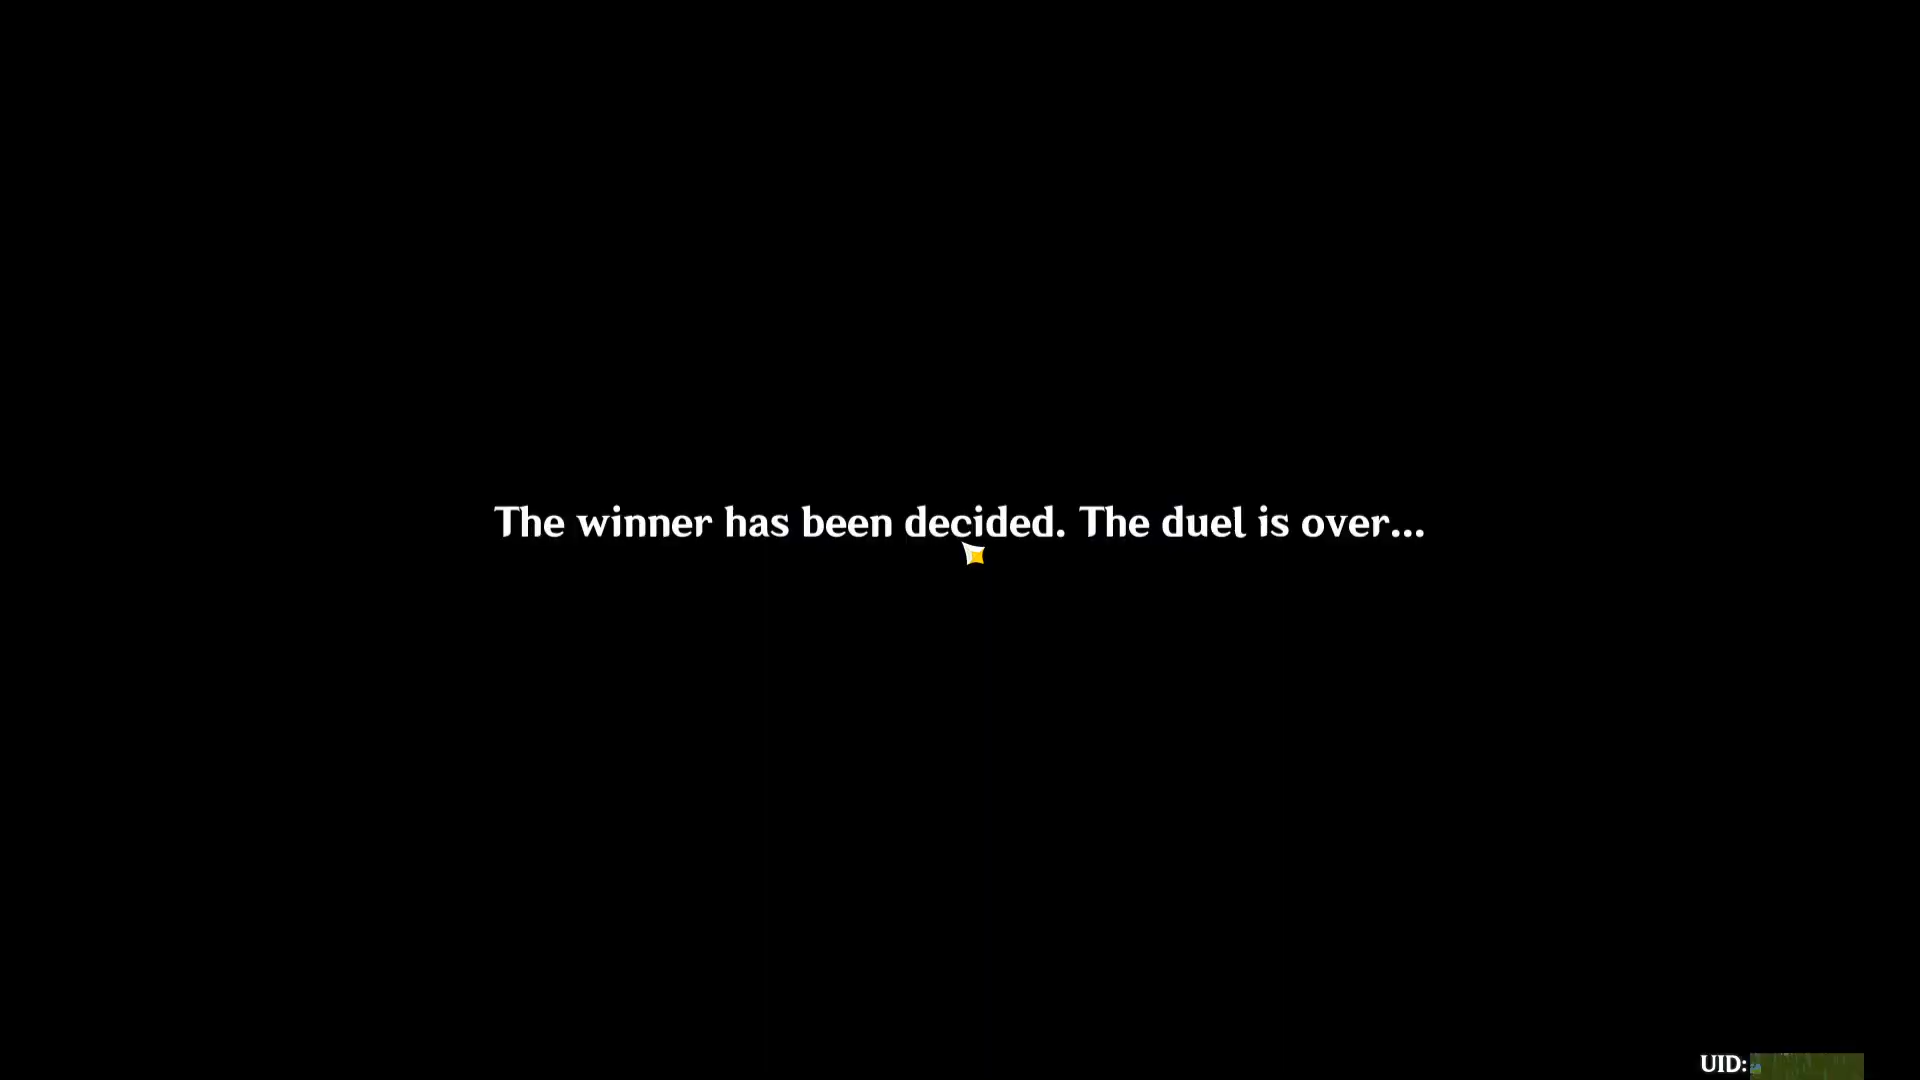 The winner has been decided. The duel is over...
UID: